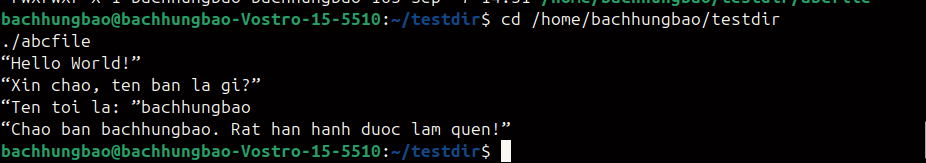 bachhungbao@bachhungbao-Vostro-15-5510:~/testdir$ cd /home/bachhungbao/testdir
./abcfile
“Hello World!”
“Xin chao, ten ban la gi?”
“Ten toi la: ”bachhungbao
“Chao ban bachhungbao. Rat han hanh duoc lam quen!”
bachhungbao@bachhungbao-Vostro-15-5510:~/testdir$